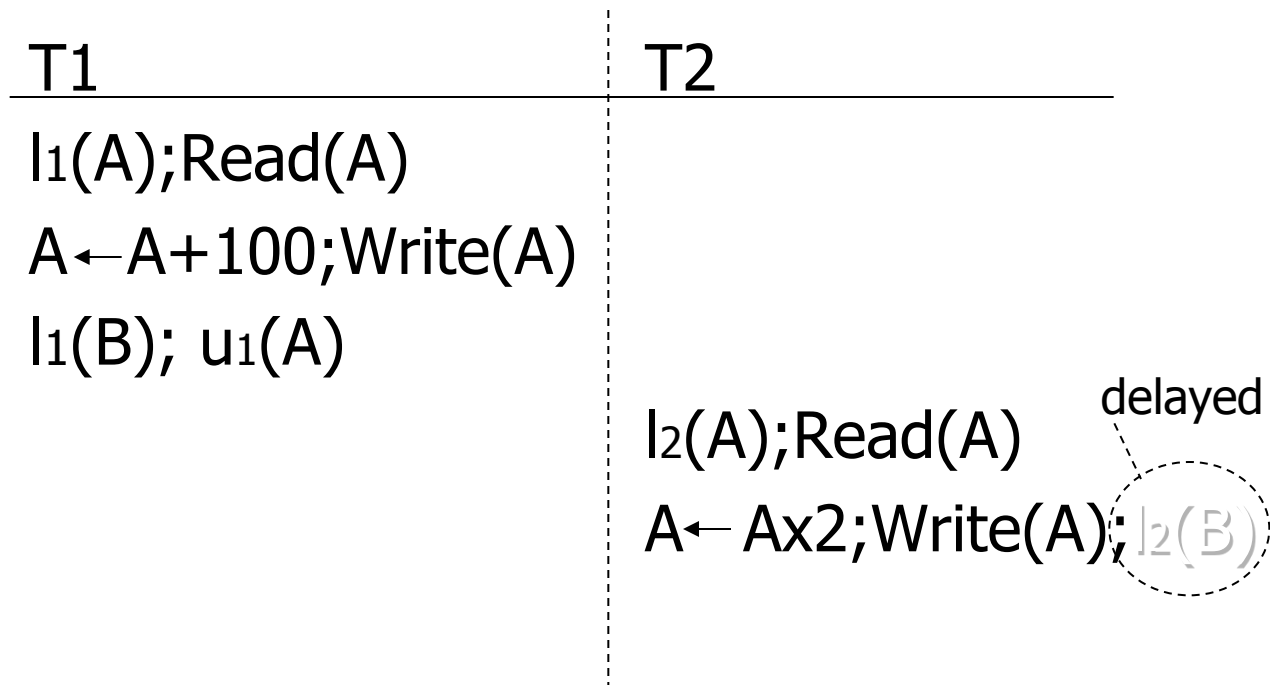 T1 T2
l1(A);Read(A)
A←A+100;Write(A)
l1(B); u1(A)
delayed
l2(A);Read(A)
A← Ax2;Write(A);l2(B)